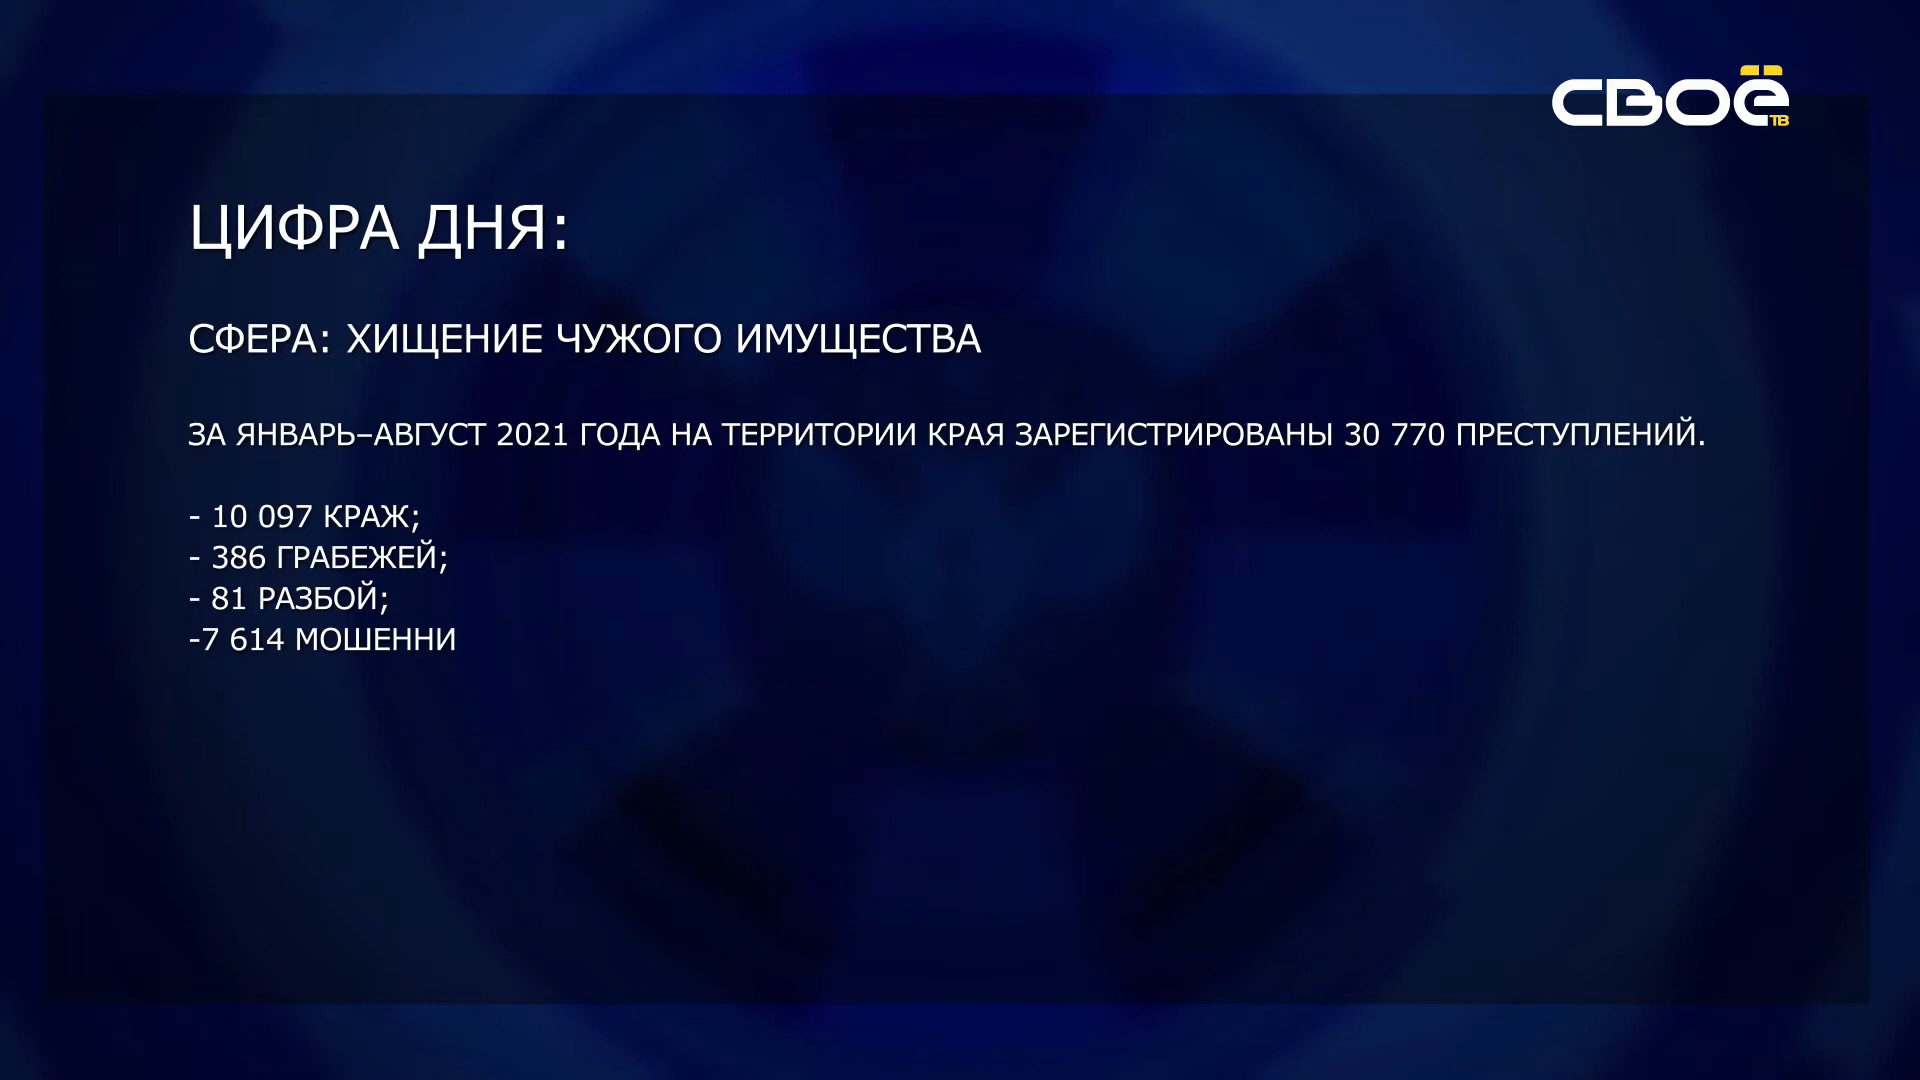 СВОЁ
ТВ
ЦИФРА ДНЯ:
СФЕРА: ХИЩЕНИЕ ЧУЖОГО ИМУЩЕСТВА
ЗА ЯНВАРЬ–АВГУСТ 2021 ГОДА НА ТЕРРИТОРИИ КРАЯ ЗАРЕГИСТРИРОВАНЫ 30 770 ПРЕСТУПЛЕНИЙ.
- 10 097 КРАЖ;
- 386 ГРАБЕЖЕЙ;
- 81 РАЗБОЙ;
-7 614 МОШЕННИ